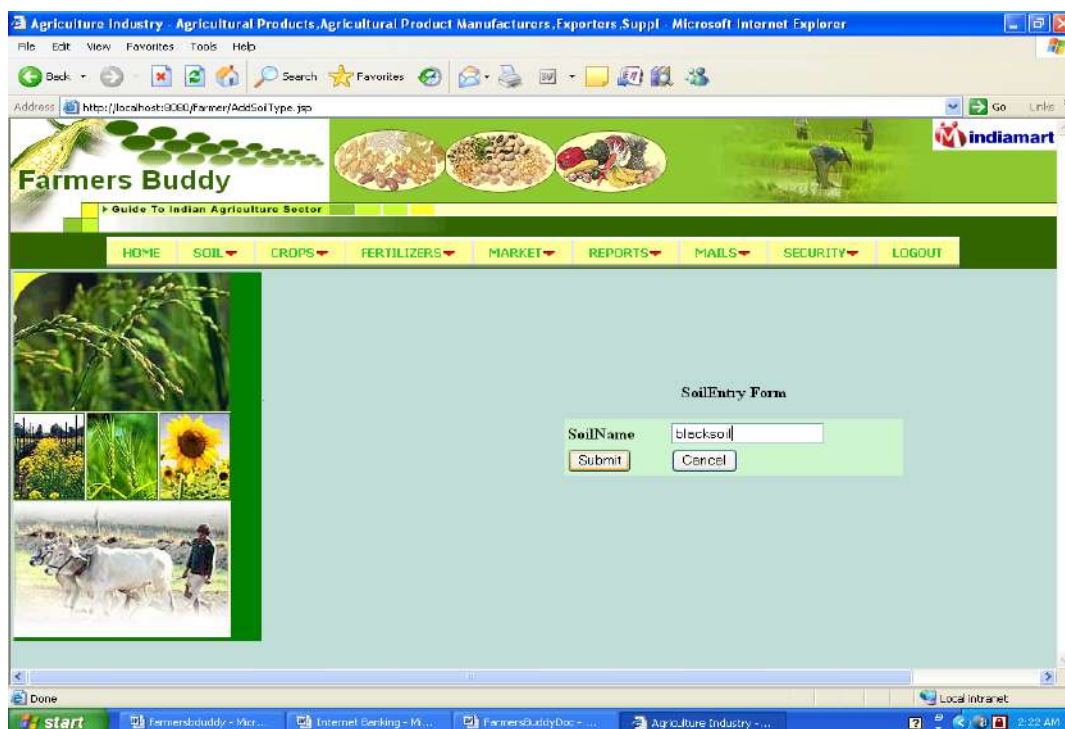 Agriculture Industry - Agricultural Products,Agricultural Product Manufacturers,Exporters,Suppl - Microsoft Internet Explorer
File Edit View Favorites Tools Help
Back Search Favorites
Address http://localhost:8080/Farmer/AddSoilType.jsp Go Links
Farmers Buddy
indiamart
Guide To Indian Agriculture Sector
HOME SOIL CROPS FERTILIZERS MARKET REPORTS MAILS SECURITY LOGOUT
SoilEntry Form
SoilName blacksoil
Submit Cancel
Done Local intranet
start farmersbduddy - Micr... Internet Banking - Mi... FarmersBuddyDoc - ... Agriculture Industry -... 2:22 AM